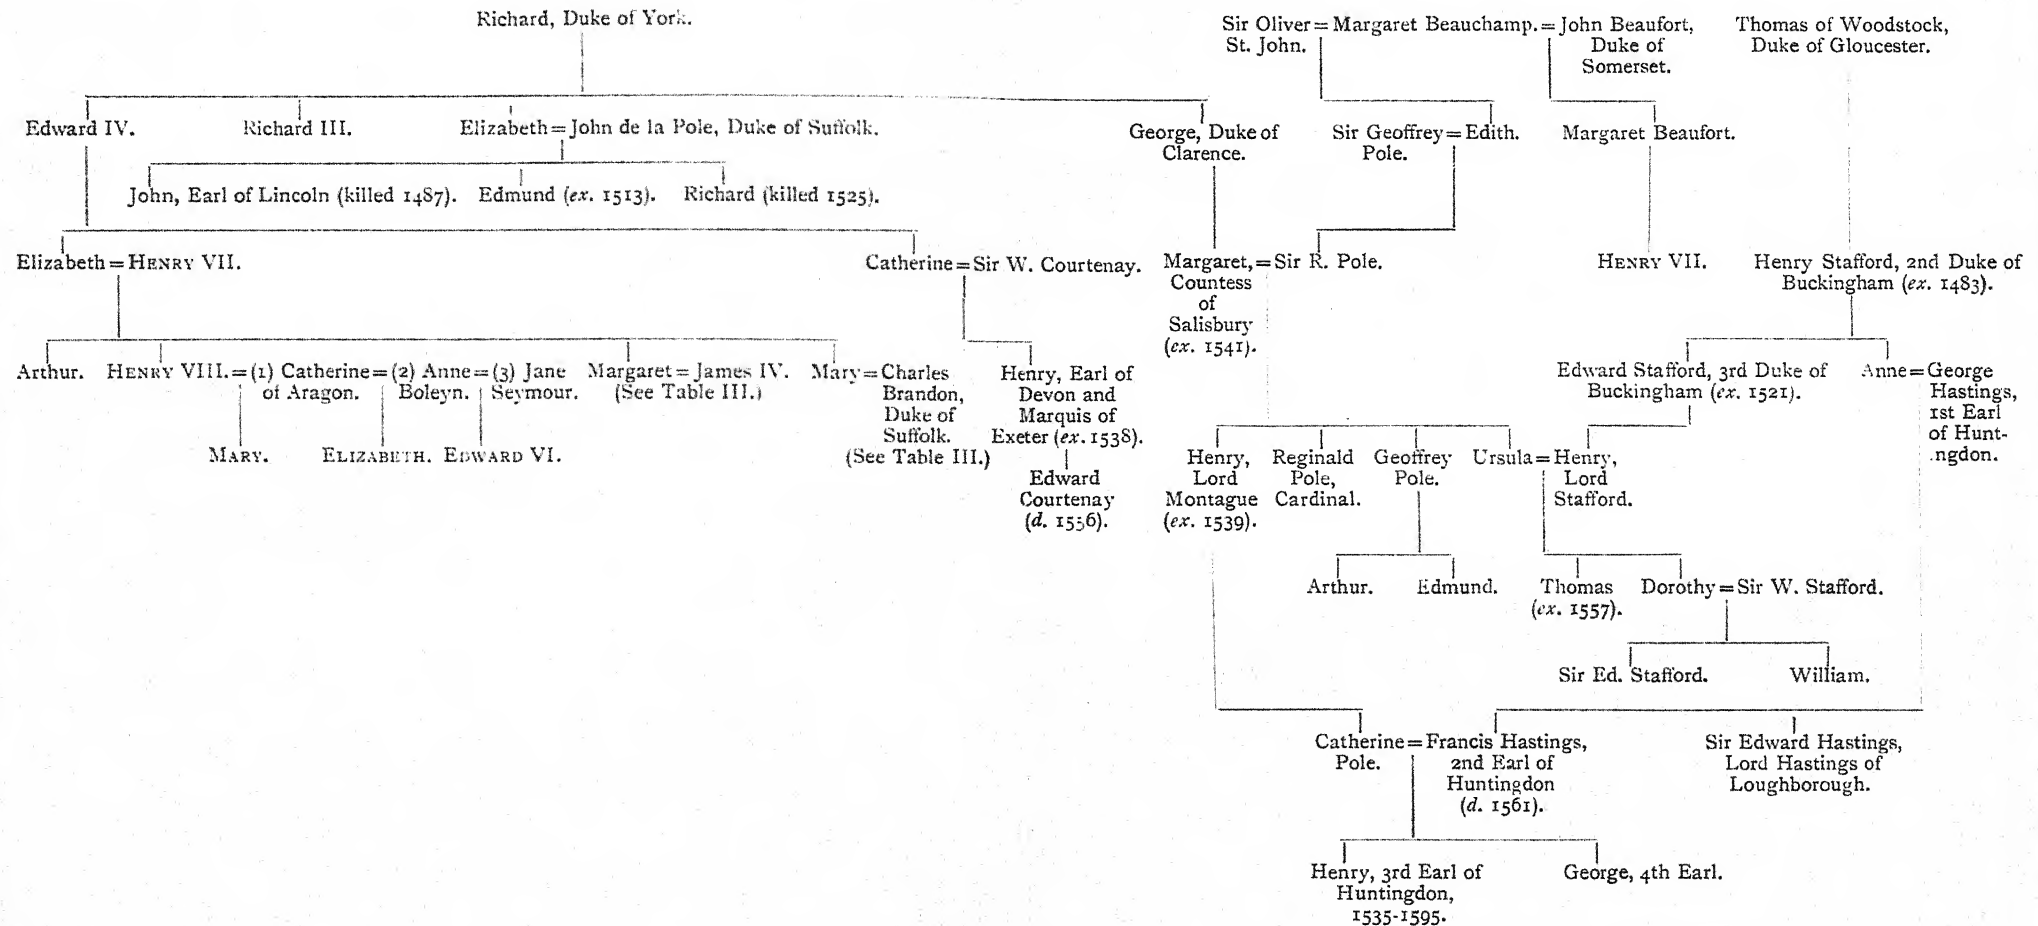 Richard, Duke of York.
Sir Oliver = Margaret Beauchamp. = John Beaufort,
St. John. Duke of
Somerset.
Thomas of Woodstock,
Duke of Gloucester.
Edward IV. Richard III. Elizabeth = John de la Pole, Duke of Suffolk.
George, Duke of
Clarence.
Sir Geoffrey = Edith.
Pole.
Margaret Beaufort.
John, Earl of Lincoln (killed 1487). Edmund (ex. 1513). Richard (killed 1525).
Elizabeth = HENRY VII.
Catherine = Sir W. Courtenay.
Margaret, = Sir R. Pole.
Countess
of
Salisbury
(ex. 1541).
HENRY VII.
Henry Stafford, 2nd Duke of
Buckingham (ex. 1483).
Arthur. HENRY VIII. = (1) Catherine = (2) Anne = (3) Jane
of Aragon. Boleyn. Seymour.
Margaret = James IV.
(See Table III.)
Mary = Charles
Brandon,
Duke of
Suffolk.
(See Table III.)
Henry, Earl of
Devon and
Marquis of
Exeter (ex. 1538).
Edward Stafford, 3rd Duke of
Buckingham (ex. 1521).
Anne = George
Hastings,
1st Earl
of Hunt-
ngdon.
MARY. ELIZABETH. EDWARD VI.
Edward
Courtenay
(d. 1556).
Henry,
Lord
Montague
(ex. 1539).
Reginald
Pole,
Cardinal.
Geoffrey
Pole.
Ursula = Henry,
Lord
Stafford.
Arthur. Edmund.
Thomas
(ex. 1557).
Dorothy = Sir W. Stafford.
Sir Ed. Stafford. William.
Catherine = Francis Hastings,
Pole. 2nd Earl of
Huntingdon
(d. 1561).
Sir Edward Hastings,
Lord Hastings of
Loughborough.
Henry, 3rd Earl of
Huntingdon,
1535-1595.
George, 4th Earl.